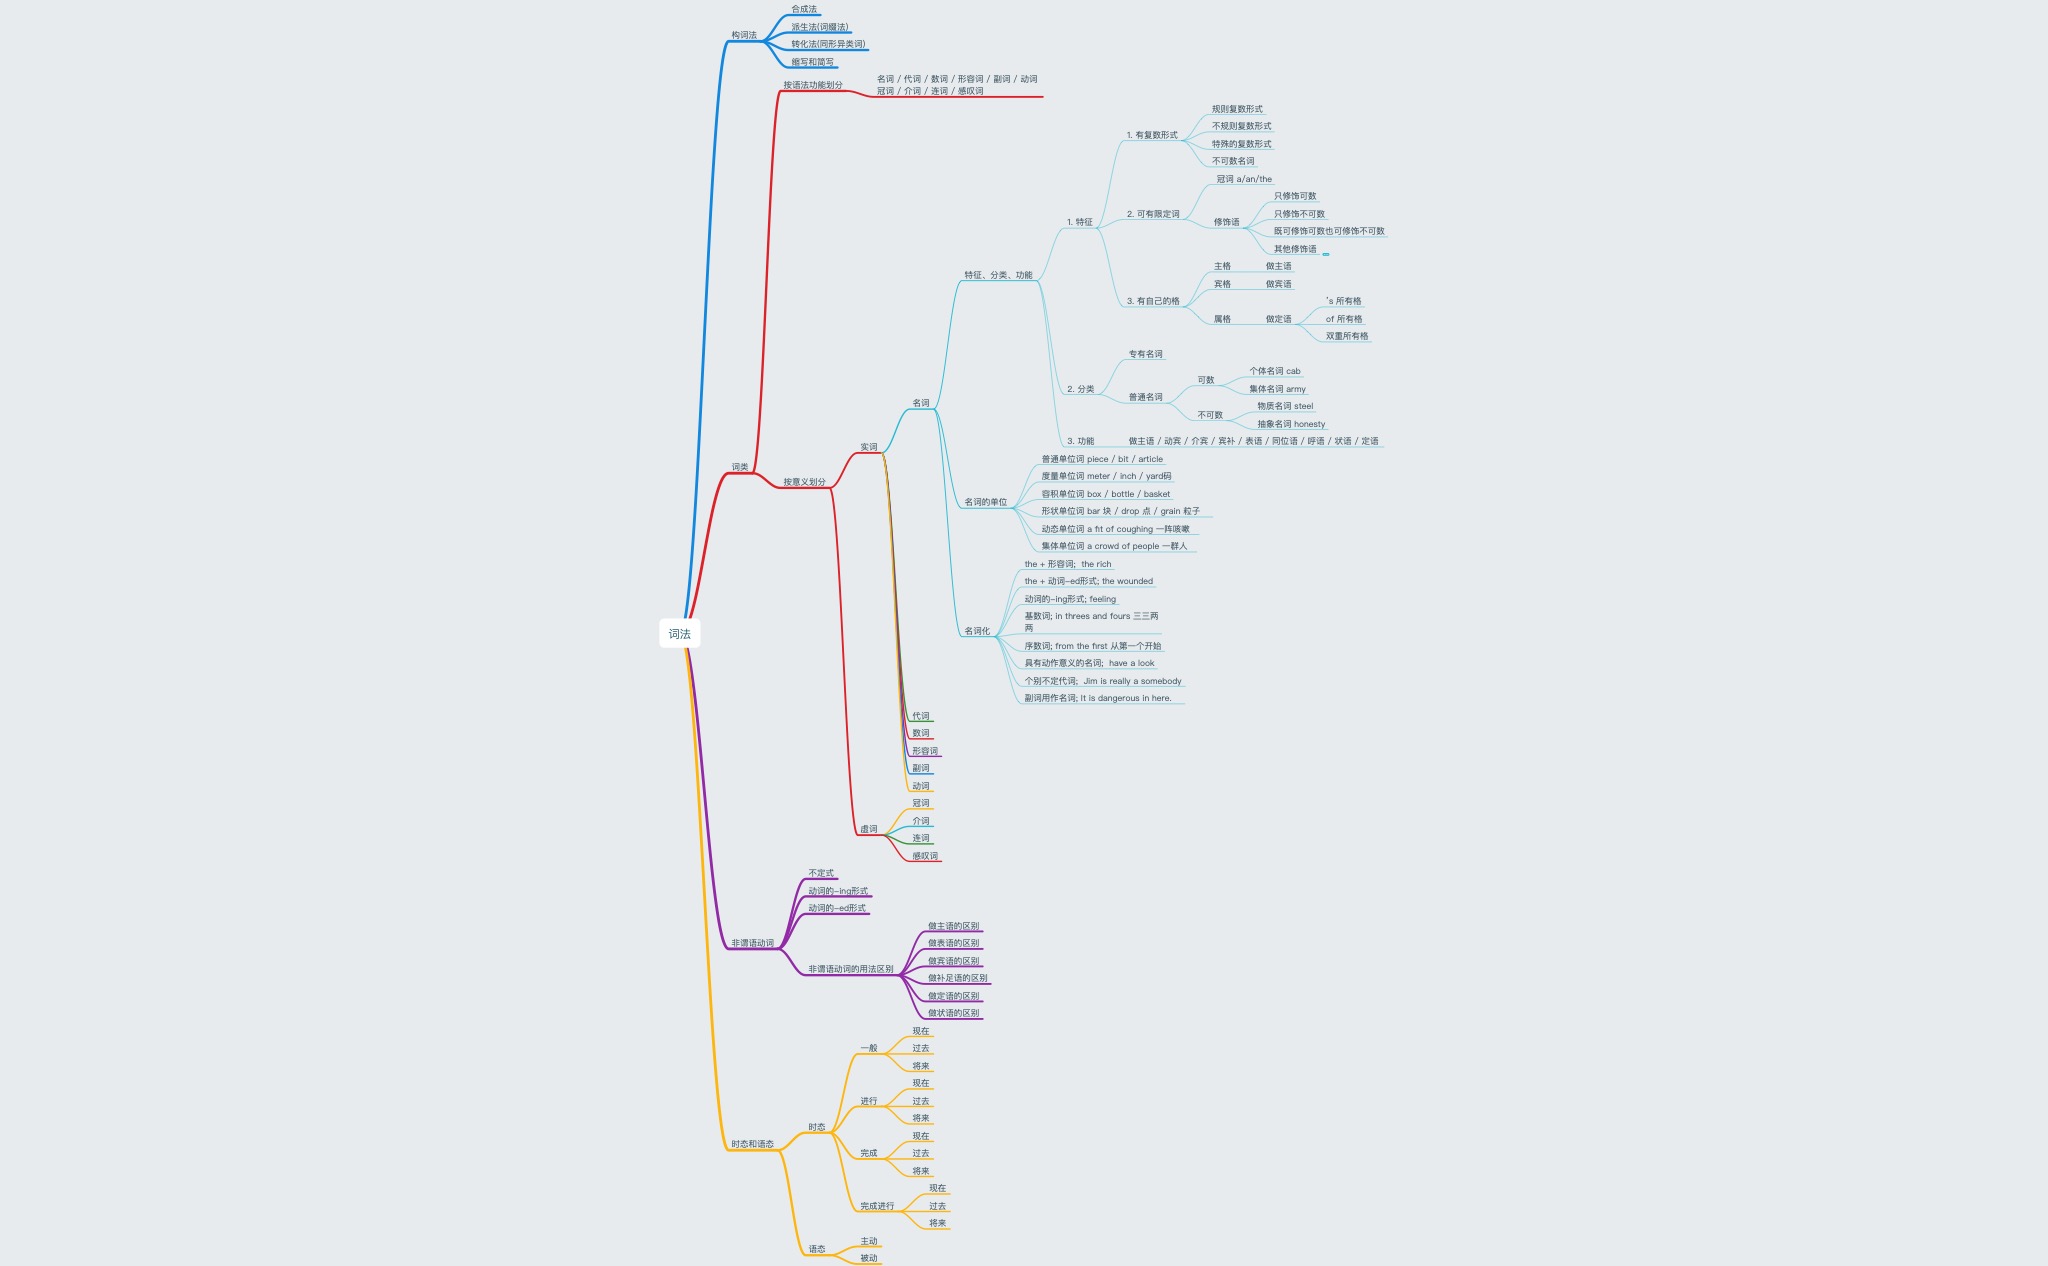 合成法
派生法(词缀法)
构词法
转化法(同形异类词)
缩写和简写
按语法功能划分
名词 / 代词 / 数词 / 形容词 / 副词 / 动词
冠词 / 介词 / 连词 / 感叹词
规则复数形式
1. 有复数形式
不规则复数形式
特殊的复数形式
不可数名词
冠词 a/an/the
1. 特征
2. 可有限定词
只修饰可数
修饰语
只修饰不可数
既可修饰可数也可修饰不可数
其他修饰语
主格
做主语
特征、分类、功能
3. 有自己的格
宾格
做宾语
's 所有格
属格
做定语
of 所有格
双重所有格
专有名词
2. 分类
个体名词 cab
可数
集体名词 army
普通名词
物质名词 steel
不可数
抽象名词 honesty
名词
3. 功能
做主语 / 动宾 / 介宾 / 宾补 / 表语 / 同位语 / 呼语 / 状语 / 定语
实词
词类
按意义划分
普通单位词 piece / bit / article
度量单位词 meter / inch / yard码
容积单位词 box / bottle / basket
名词的单位
形状单位词 bar 块 / drop 点 / grain 粒子
动态单位词 a fit of coughing 一阵咳嗽
集体单位词 a crowd of people 一群人
the + 形容词;  the rich
the + 动词-ed形式; the wounded
动词的-ing形式; feeling
基数词; in threes and fours 三三两
两
词法
名词化
序数词; from the first 从第一个开始
具有动作意义的名词;  have a look
个别不定代词;  Jim is really a somebody
副词用作名词; It is dangerous in here.
代词
数词
形容词
副词
动词
冠词
虚词
介词
连词
感叹词
不定式
动词的-ing形式
动词的-ed形式
非谓语动词
非谓语动词的用法区别
做主语的区别
做表语的区别
做宾语的区别
做补足语的区别
做定语的区别
做状语的区别
一般
现在
过去
将来
进行
现在
过去
将来
时态和语态
时态
完成
现在
过去
将来
完成进行
现在
过去
将来
语态
主动
被动